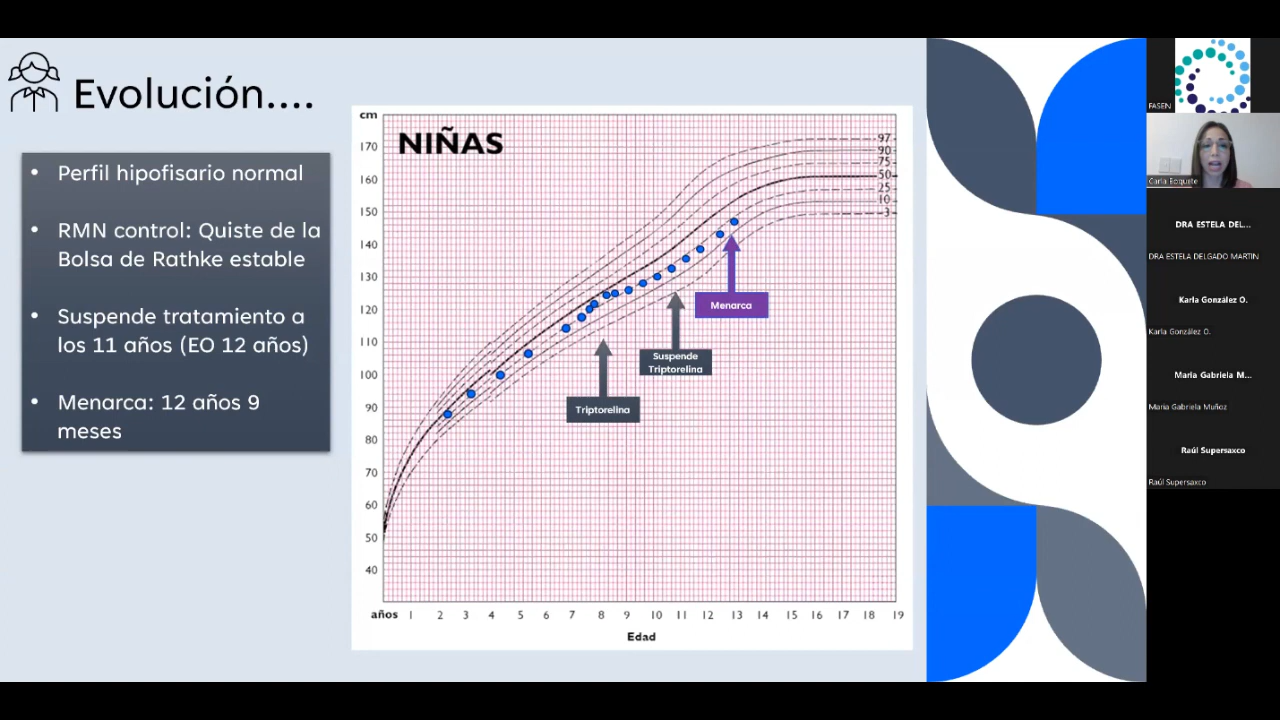 Evolución....
• Perfil hipofisario normal
• RMN control: Quiste de la
Bolsa de Rathke estable
• Suspende tratamiento a
los 11 años (EO 12 años)
• Menarca: 12 años 9
meses
cm
NIÑAS
170
160
150
140
130
120
110
100
90
80
70
60
50
40
97
90
75
50
25
10
3
Menarca
Suspende
Triptorelina
Triptorelina
años 1 2 3 4 5 6 7 8 9 10 11 12 13 14 15 16 17 18 19
Edad
FASEN
Carla Ecquete
DRA ESTELA DEL...
DRA ESTELA DELGADO MARTIN
Karla González O.
Karla González O.
Maria Gabriela M...
Maria Gabriela Muñoz
Raúl Supersaxco
Raúl Supersaxco